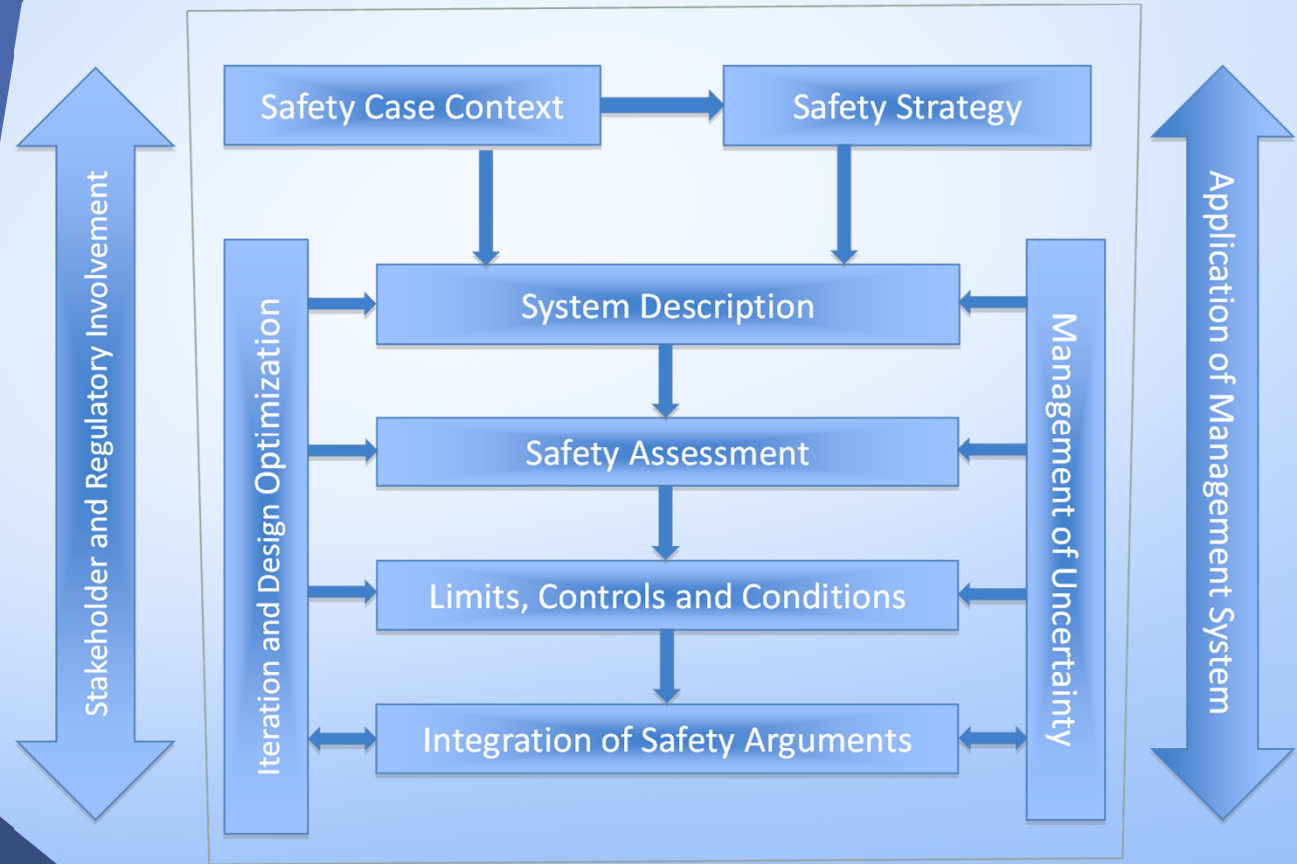 Safety Case Context
Safety Strategy
Stakeholder and Regulatory Involvement
Iteration and Design Optimization
System Description
Safety Assessment
Limits, Controls and Conditions
Integration of Safety Arguments
Management of Uncertainty
Application of Management System